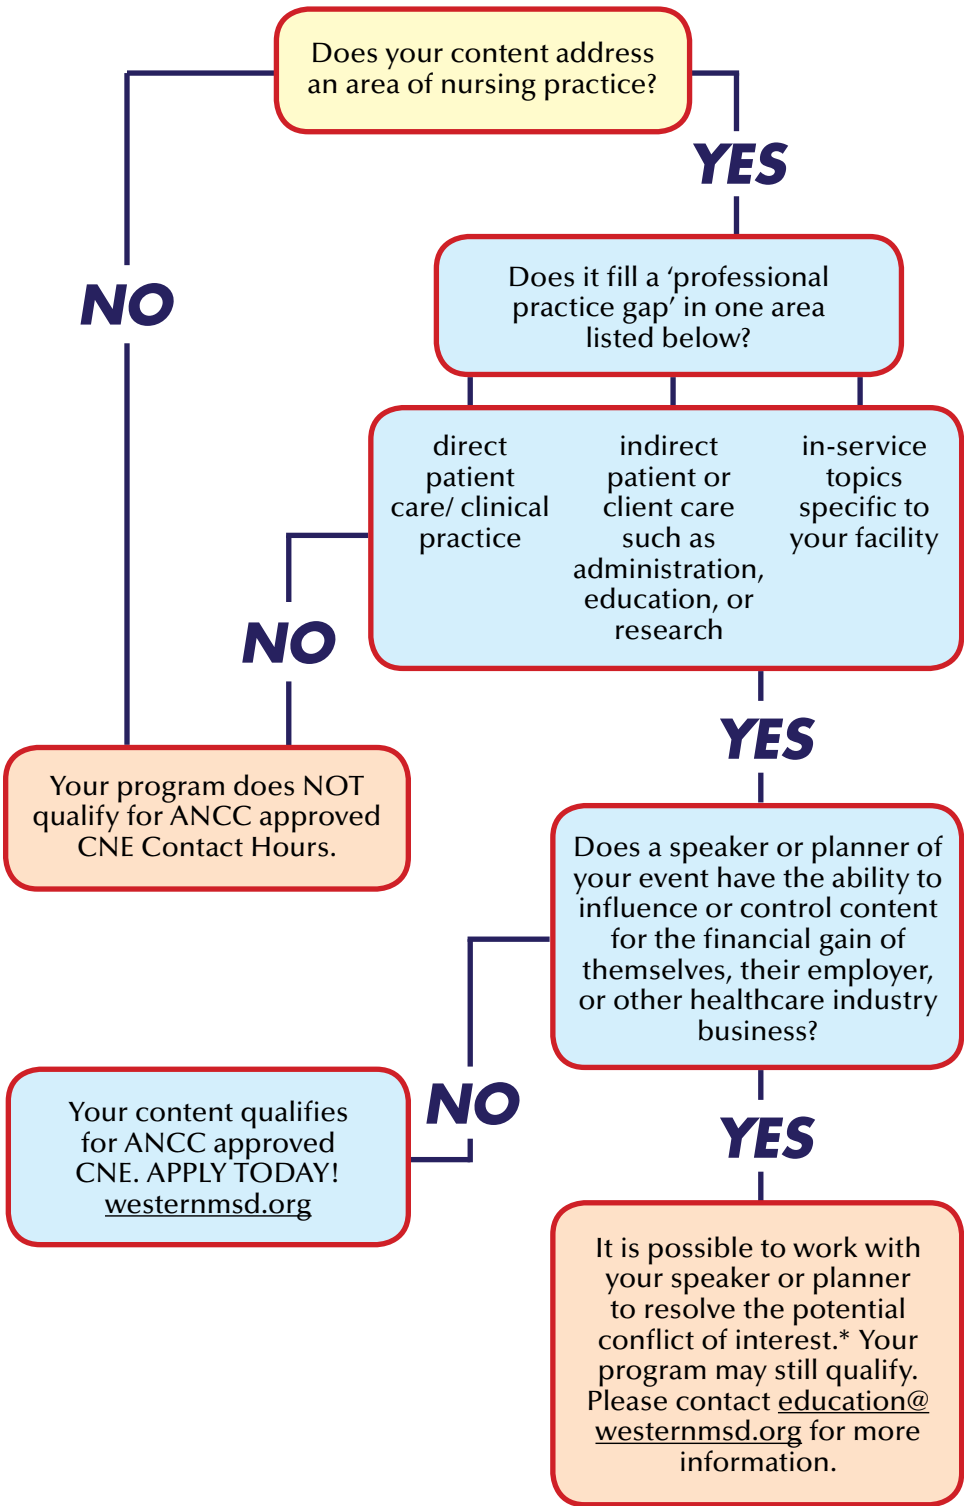 Does your content address
an area of nursing practice?
YES
NO
Does it fill a ‘professional
practice gap’ in one area
listed below?
direct
patient
care/ clinical
practice
indirect
patient or
client care
such as
administration,
education, or
research
in-service
topics
specific to
your facility
NO
YES
Your program does NOT
qualify for ANCC approved
CNE Contact Hours.
Does a speaker or planner of
your event have the ability to
influence or control content
for the financial gain of
themselves, their employer,
or other healthcare industry
business?
NO
YES
Your content qualifies
for ANCC approved
CNE. APPLY TODAY!
westernmsd.org
It is possible to work with
your speaker or planner
to resolve the potential
conflict of interest.* Your
program may still qualify.
Please contact education@
westernmsd.org for more
information.